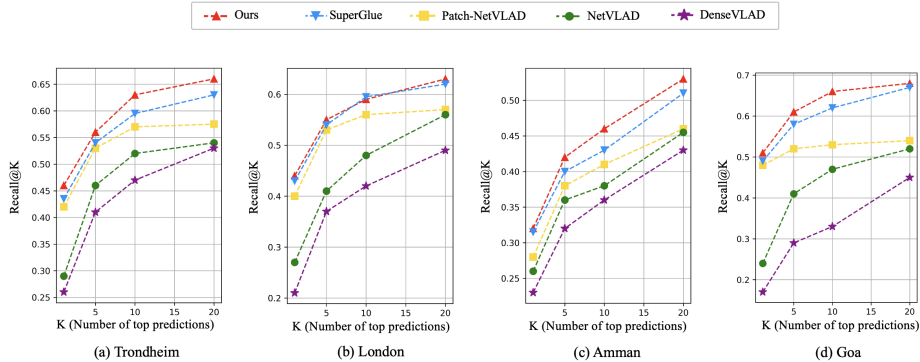 Ours SuperGlue Patch-NetVLAD NetVLAD DenseVLAD
Recall@K
0.65
0.60
0.55
0.50
0.45
0.40
0.35
0.30
0.25
5 10 15 20
K (Number of top predictions)
(a) Trondheim
Recall@K
0.6
0.5
0.4
0.3
0.2
5 10 15 20
K (Number of top predictions)
(b) London
Recall@K
0.50
0.45
0.40
0.35
0.30
0.25
5 10 15 20
K (Number of top predictions)
(c) Amman
Recall@K
0.7
0.6
0.5
0.4
0.3
0.2
5 10 15 20
K (Number of top predictions)
(d) Goa